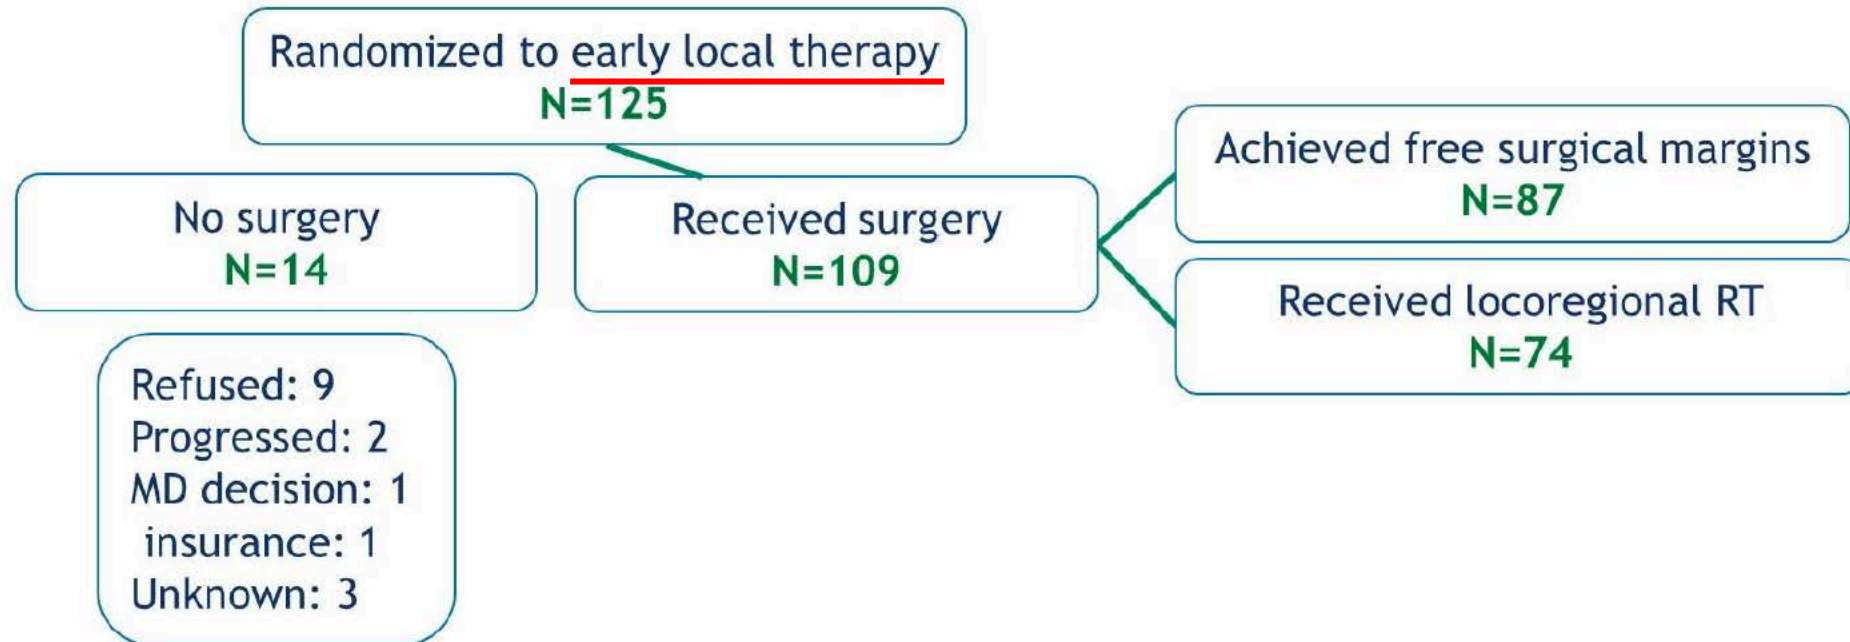 Randomized to early local therapy
N=125
No surgery
N=14
Refused: 9
Progressed: 2
MD decision: 1
insurance: 1
Unknown: 3
Received surgery
N=109
Achieved free surgical margins
N=87
Received locoregional RT
N=74